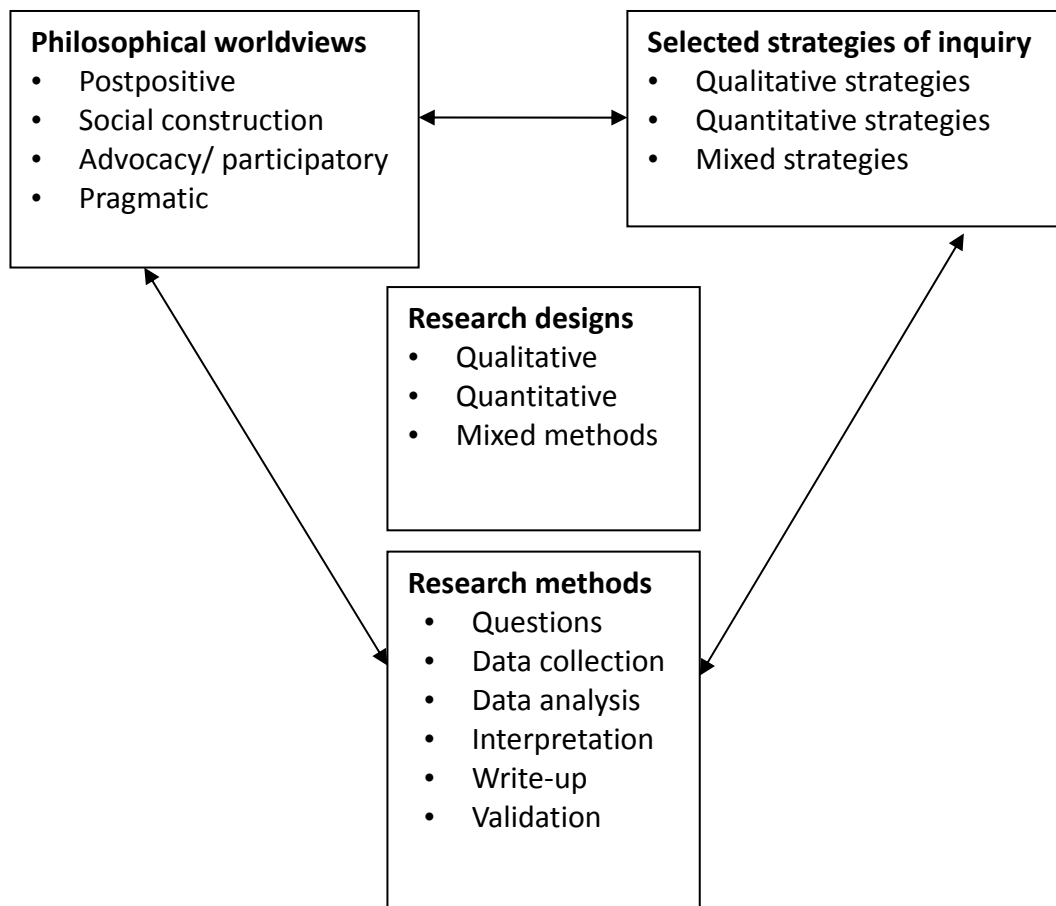 Philosophical worldviews
• Postpositive
• Social construction
• Advocacy/ participatory
• Pragmatic
Selected strategies of inquiry
• Qualitative strategies
• Quantitative strategies
• Mixed strategies
Research designs
• Qualitative
• Quantitative
• Mixed methods
Research methods
• Questions
• Data collection
• Data analysis
• Interpretation
• Write-up
• Validation